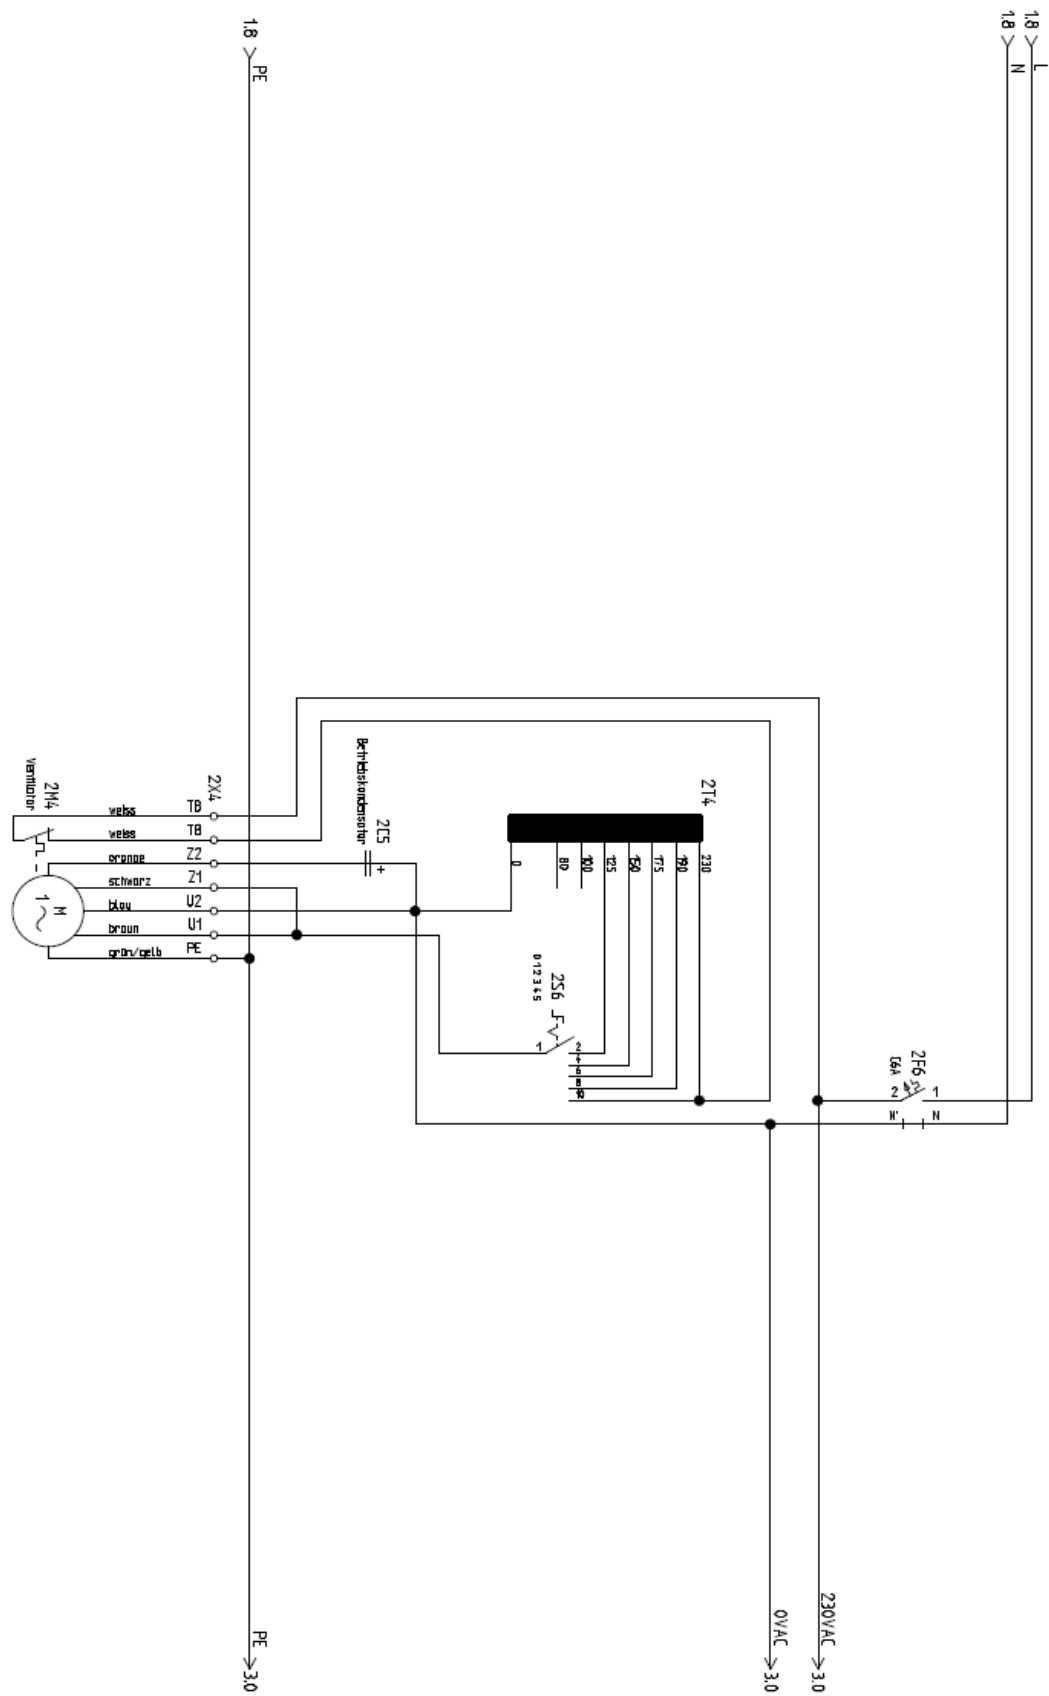 1.8
L
1.8
N
1.8
PE
2T4
0
80
100
125
150
175
190
230
2C5
Betriebskondensator
2S6
0 1 2 3 4 5
1
2
4
6
8
10
2F6
C6A
2
1
N'
N
2X4
TB
TB
Z2
Z1
U2
U1
PE
weiss
weiss
orange
schwarz
blau
braun
grün/gelb
2M4
Ventilator
M
1
230VAC
3.0
0VAC
3.0
PE
3.0